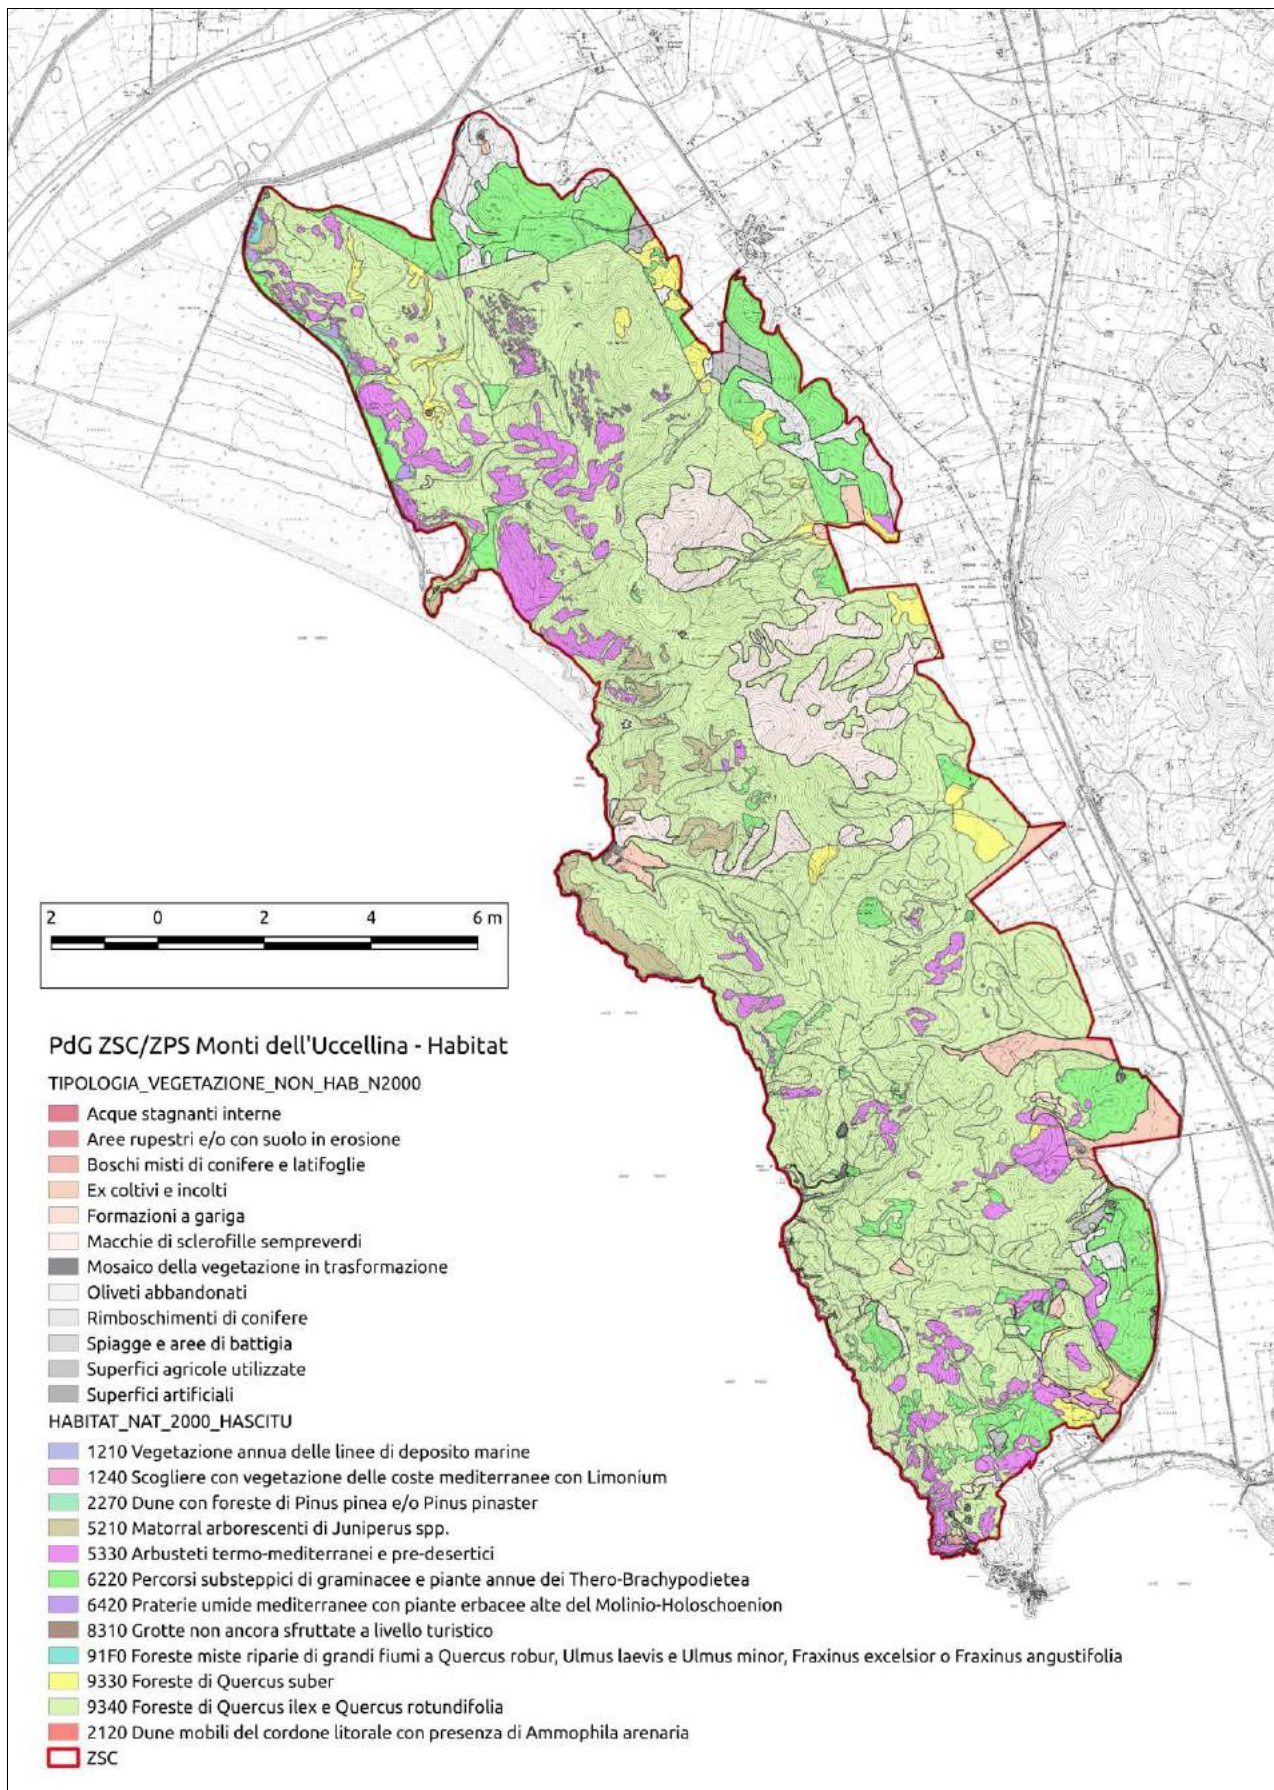 2 0 2 4 6 m
PdG ZSC/ZPS Monti dell'Uccellina - Habitat
TIPOLOGIA_VEGETAZIONE_NON_HAB_N2000
Acque stagnanti interne
Aree rupestri e/o con suolo in erosione
Boschi misti di conifere e latifoglie
Ex coltivi e incolti
Formazioni a gariga
Macchie di sclerofille sempreverdi
Mosaico della vegetazione in trasformazione
Oliveti abbandonati
Rimboschimenti di conifere
Spiagge e aree di battigia
Superfici agricole utilizzate
Superfici artificiali
HABITAT_NAT_2000_HASCITU
1210 Vegetazione annua delle linee di deposito marine
1240 Scogliere con vegetazione delle coste mediterranee con Limonium
2270 Dune con foreste di Pinus pinea e/o Pinus pinaster
5210 Matorral arborescenti di Juniperus spp.
5330 Arbusteti termo-mediterranei e pre-desertici
6220 Percorsi substeppici di graminacee e piante annue dei Thero-Brachypodietea
6420 Praterie umide mediterranee con piante erbacee alte del Molinio-Holoschoenion
8310 Grotte non ancora sfruttate a livello turistico
91F0 Foreste miste riparie di grandi fiumi a Quercus robur, Ulmus laevis e Ulmus minor, Fraxinus excelsior o Fraxinus angustifolia
9330 Foreste di Quercus suber
9340 Foreste di Quercus ilex e Quercus rotundifolia
2120 Dune mobili del cordone litorale con presenza di Ammophila arenaria
ZSC